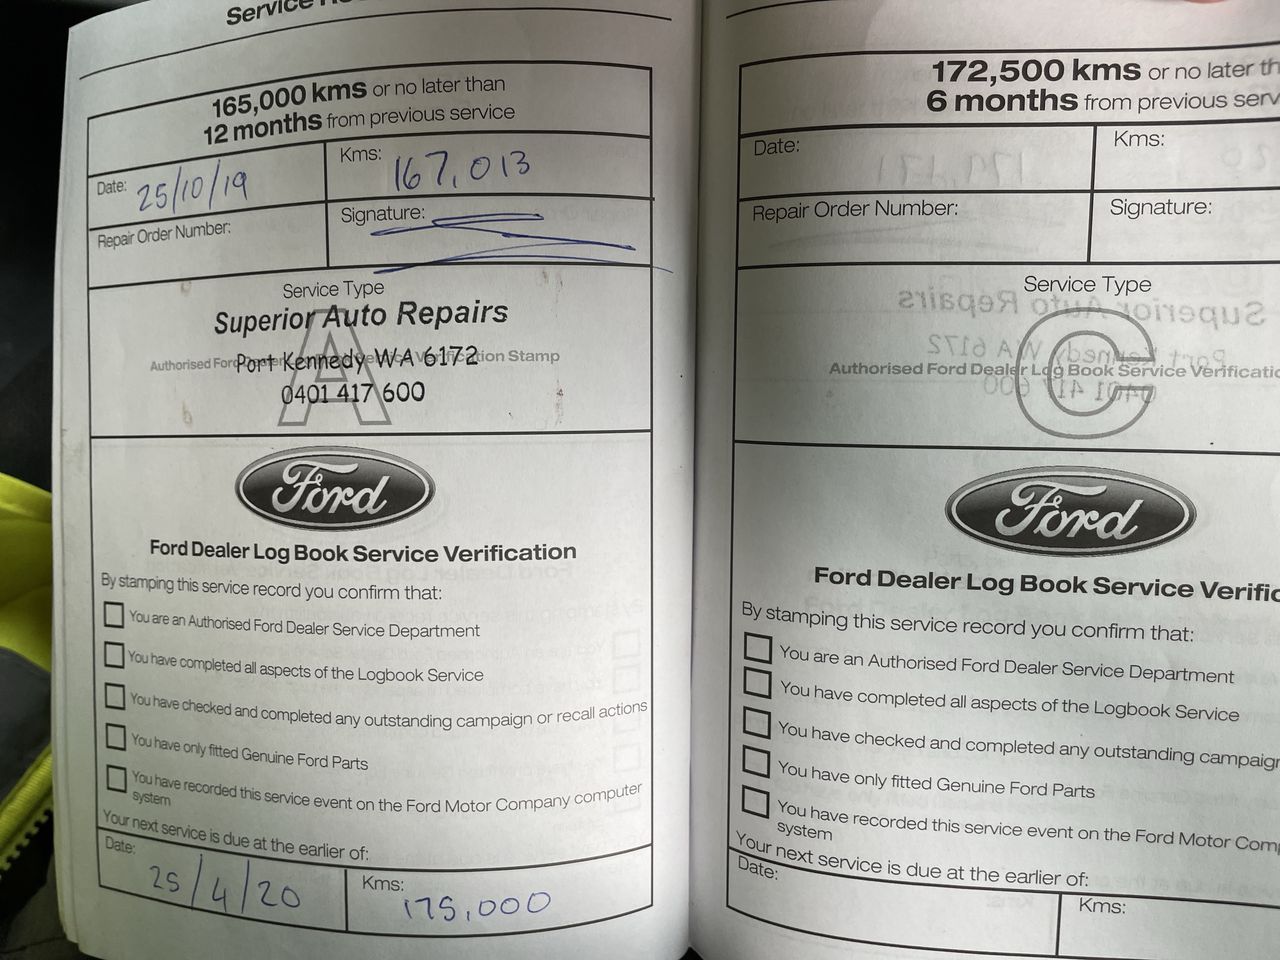 Service
165,000 kms or no later than
12 months from previous service
Date: 25/10/19
Kms: 167,013
Repair Order Number:
Signature:
Service Type
A
Superior Auto Repairs
Port Kennedy WA 6172
0401 417 600
Authorised Ford Stamp
Ford
Ford Dealer Log Book Service Verification
By stamping this service record you confirm that:
You are an Authorised Ford Dealer Service Department
You have completed all aspects of the Logbook Service
You have checked and completed any outstanding campaign or recall actions
You have only fitted Genuine Ford Parts
You have recorded this service event on the Ford Motor Company computer
system
Your next service is due at the earlier of:
Date: 25/4/20
Kms: 175,000
172,500 kms or no later th
6 months from previous serv
Date:
Kms:
Repair Order Number:
Signature:
Service Type
C
Authorised Ford Dealer Log Book Service Verificatio
Ford
Ford Dealer Log Book Service Verific
By stamping this service record you confirm that:
You are an Authorised Ford Dealer Service Department
You have completed all aspects of the Logbook Service
You have checked and completed any outstanding campaign
You have only fitted Genuine Ford Parts
You have recorded this service event on the Ford Motor Comp
system
Your next service is due at the earlier of:
Date:
Kms: